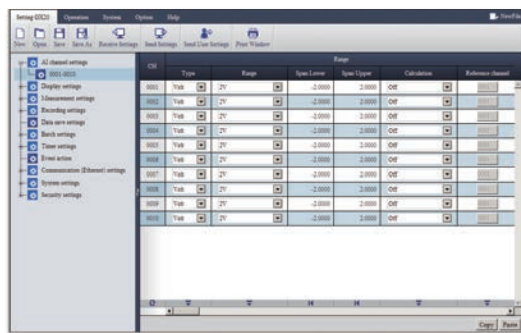 Setting GX20 Operation System Option Help
NewFile
New Open Save Save As Receive Settings Send Settings Send User Settings Print Window
AI channel settings
0001-0010
Display settings
Measurement settings
Recording settings
Data save settings
Batch settings
Timer settings
Event action
Communication (Ethernet) settings
System settings
Security settings
CH Range
Type Range Span Lower Span Upper Calculation Reference channel
0001 Volt 2V -2.0000 2.0000 Off
0002 Volt 2V -2.0000 2.0000 Off
0003 Volt 2V -2.0000 2.0000 Off
0004 Volt 2V -2.0000 2.0000 Off
0005 Volt 2V -2.0000 2.0000 Off
0006 Volt 2V -2.0000 2.0000 Off
0007 Volt 2V -2.0000 2.0000 Off
0008 Volt 2V -2.0000 2.0000 Off
0009 Volt 2V -2.0000 2.0000 Off
0010 Volt 2V -2.0000 2.0000 Off
Copy Paste